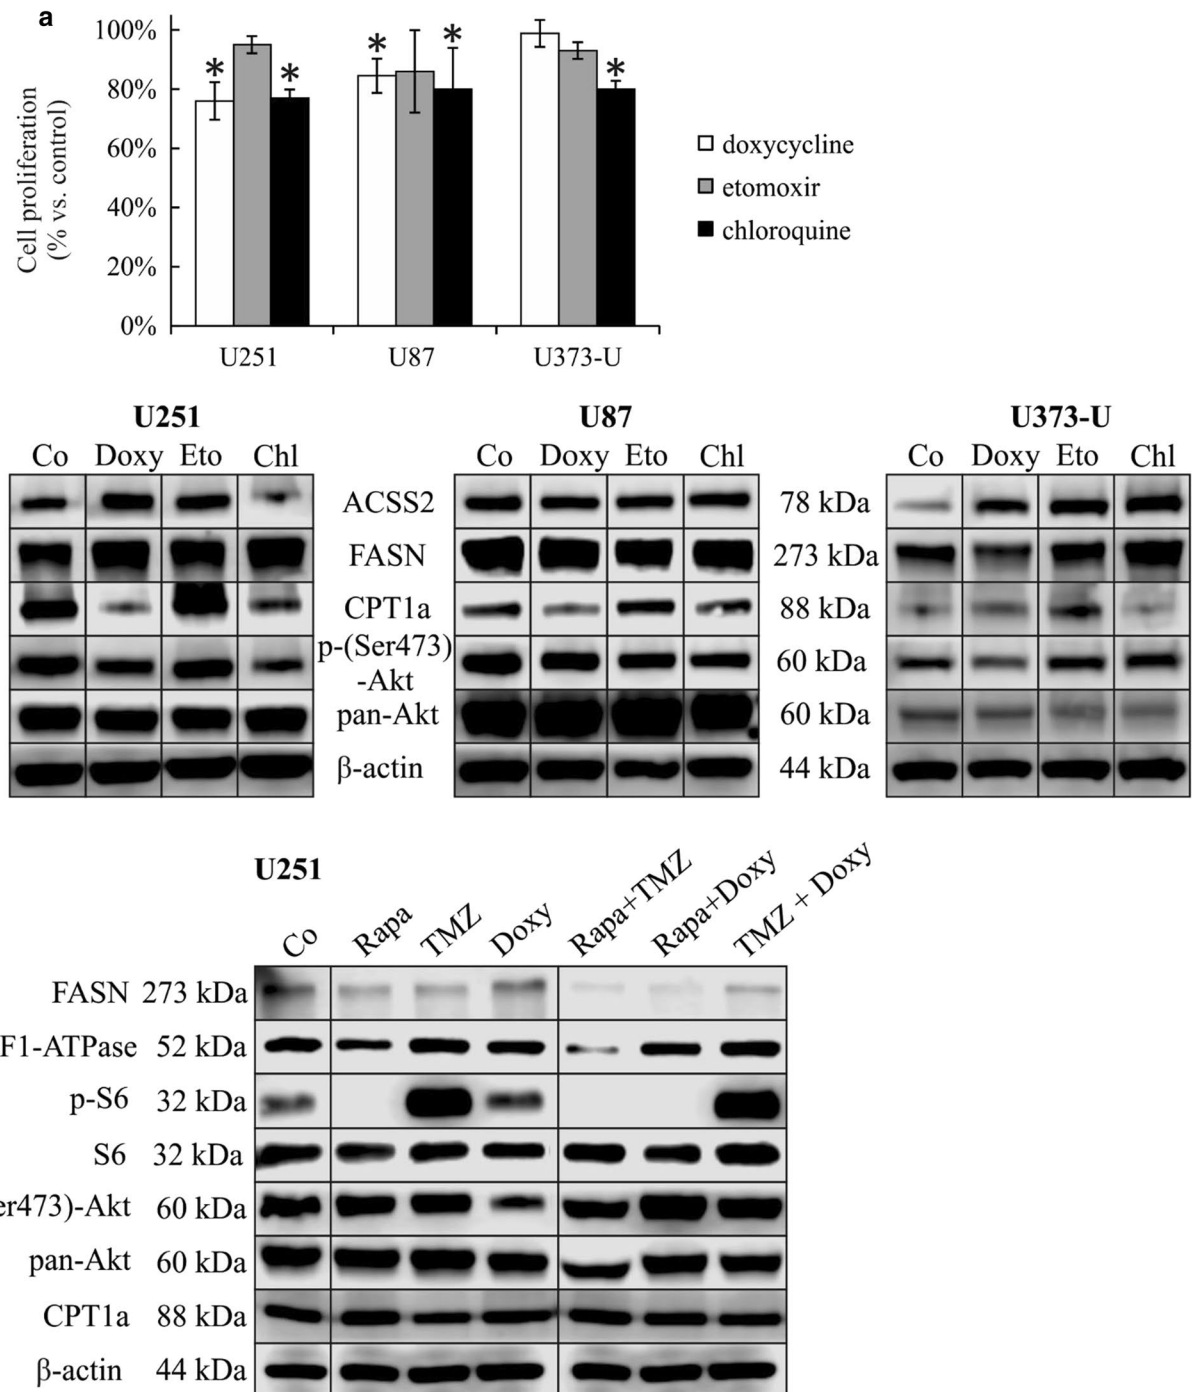 a
100%
80%
60%
40%
20%
0%
Cell proliferation
(% vs. control)
* * * * *
U251 U87 U373-U
doxycycline
etomoxir
chloroquine
U251 U87 U373-U
Co Doxy Eto Chl Co Doxy Eto Chl Co Doxy Eto Chl
ACSS2 78 kDa
FASN 273 kDa
CPT1a 88 kDa
p-(Ser473)
-Akt 60 kDa
pan-Akt 60 kDa
β-actin 44 kDa
U251
Co Rapa TMZ Doxy Rapa+TMZ Rapa+Doxy TMZ + Doxy
FASN 273 kDa
F1-ATPase 52 kDa
p-S6 32 kDa
S6 32 kDa
er473)-Akt 60 kDa
pan-Akt 60 kDa
CPT1a 88 kDa
β-actin 44 kDa